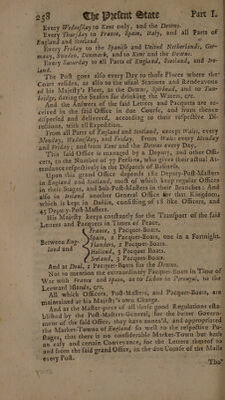 258 The Present State Part I.
Every Wednesday to Kent only, and the Downs.
Every Thursday to France, Spain, Italy, and all Parts of
England and Scotland.
Every Friday to the Spanish and United Netherlands, Ger-
many, Sweden, Denmark, and to Kent and the Downs.
Every Saturday to all Parts of England, Scotland, and Ire-
land.
The Post goes also every Day to those Places where the
Court resides, as also to the usual Stations and Rendezvous
of his Majesty's Fleet, as the Downs, Spithead, and to Tun-
bridge, during the Season for drinking the Waters, &c.
And the Answers of the said Letters and Pacquets are re-
ceived in the said Office in due Course, and from thence
dispersed and delivered, according to their respective Di-
rections, with all Expedition.
From all Parts of England and Scotland, except Wales, every
Monday, Wednesday, and Friday. From Wales every Monday
and Friday; and from Kent and the Downs every Day.
This said Office is managed by a Deputy, and other Offi-
cers, to the Number of 77 Persons, who gives their actual At-
tendance respectively in the Dispatch of Business.
Upon this grand Office depends 182 Deputy-Post-Masters
in England and Scotland, most of which keep regular Offices
in their Stages, and Sub-Post-Masters in their Branches: And
also in Ireland another General Office for that Kingdom,
which is kept in Dublin, consisting of 18 like Officers, and
45 Deputy-Post-Masters.
His Majesty keeps constantly for the Transport of the said
Letters and Pacquets in Times of Peace,
France, 3 Pacquet-Boats.
Spain, 2 Pacquet-Boats, one in a Fortnight.
Between Eng- Flanders, 2 Pacquet-Boats.
land and Holland, 3 Pacquet Boats.
Ireland, 3 Pacquet Boats.
And at Deal, 2 Pacquet-Boats for the Downs.
Not to mention the extraordinary Pacquet-Boats in Time of
War with France and Spain, as to Lisbon in Portugal, to the
Leeward Islands, &c.
All which Officers, Post-Masters, and Pacquet-Boats, are
maintained at his Majesty's own Charge.
And as the Master-piece of all those good Regulations esta-
blished by the Post-Masters-General, for the better Govern-
ment of the said Office, they have annex'd, and appropriated
the Market-Towns of England so well to the respective Po-
stages, that there is no considerable Market-Town but hath
an easy and certain Conveyance, for the Letters thereof to
and from the said grand Office, in the due Course of the Mails
every Post.
Tho'